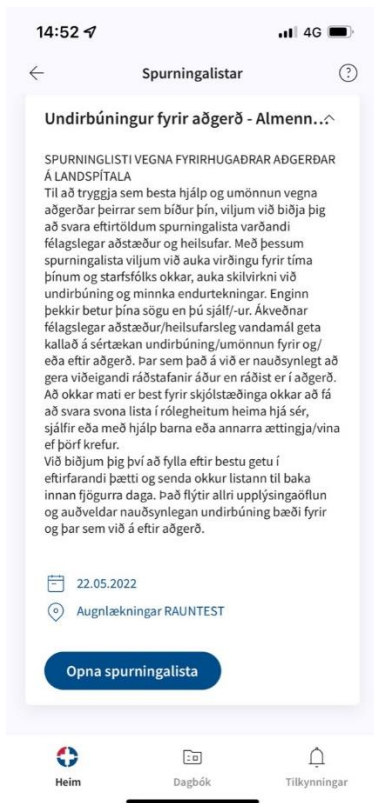 14:52
4G
Spurningalistar
?
Undirbúningur fyrir aðgerð - Almenn...
SPURNINGLISTI VEGNA FYRIRHUGAÐRAR AÐGERÐAR
Á LANDSPÍTALA
Til að tryggja sem besta hjálp og umönnun vegna
aðgerðar þeirrar sem bíður þín, viljum við biðja þig
að svara eftirtöldum spurningalista varðandi
félagslegar aðstæður og heilsufar. Með þessum
spurningalista viljum við auka virðingu fyrir tíma
þínum og starfsfólks okkar, auka skilvirkni við
undirbúning og minnka endurtekningar. Enginn
þekkir betur þína sögu en þú sjálf/-ur. Ákveðnar
félagslegar aðstæður/heilsufarsleg vandamál geta
kallað á sértækan undirbúning/umönnun fyrir og/
eða eftir aðgerð. Þar sem það á við er nauðsynlegt að
gera viðeigandi ráðstafanir áður en ráðist er í aðgerð.
Að okkar mati er best fyrir skjólstæðinga okkar að fá
að svara svona lista í rólegheitum heima hjá sér,
sjálfir eða með hjálp barna eða annarra ættingja/vina
ef þörf krefur.
Við biðjum þig því að fylla eftir bestu getu í
eftirfarandi þætti og senda okkur listann til baka
innan fjögurra daga. Það flýtir allri upplýsingaöflun
og auðveldar nauðsynlegan undirbúning bæði fyrir
og þar sem við á eftir aðgerð.
22.05.2022
Augnlækningar RAUNTEST
Opna spurningalista
Heim
Dagbók
Tilkynningar